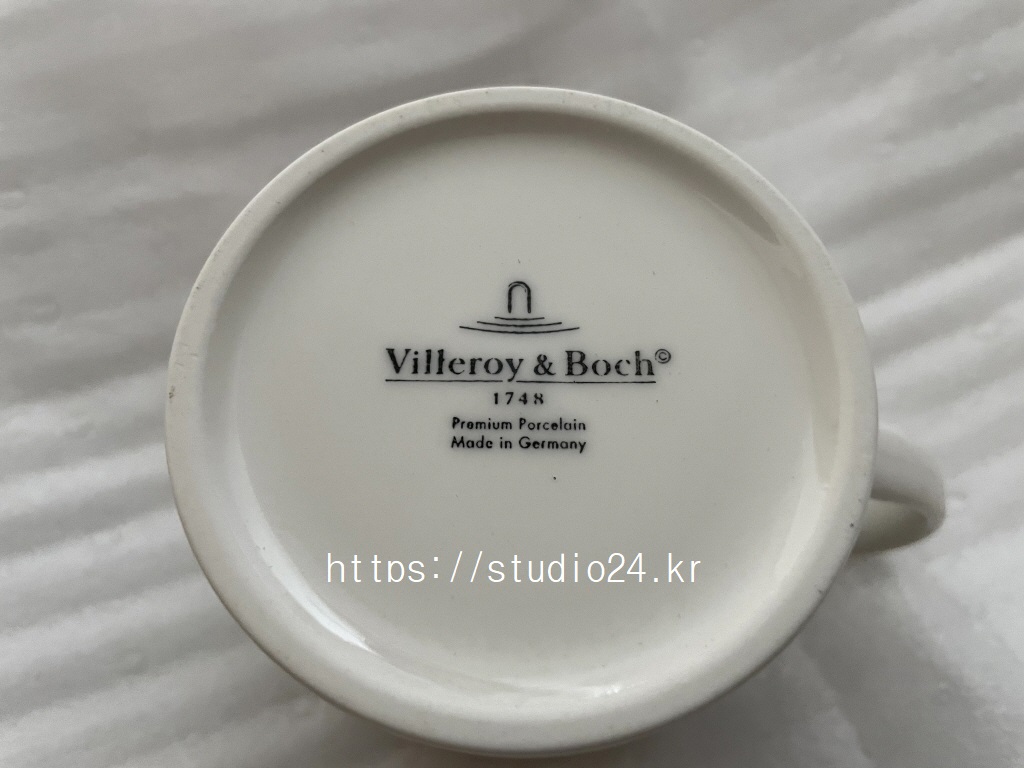 Villeroy & Boch©
1748
Premium Porcelain
Made in Germany
https://studio24.kr